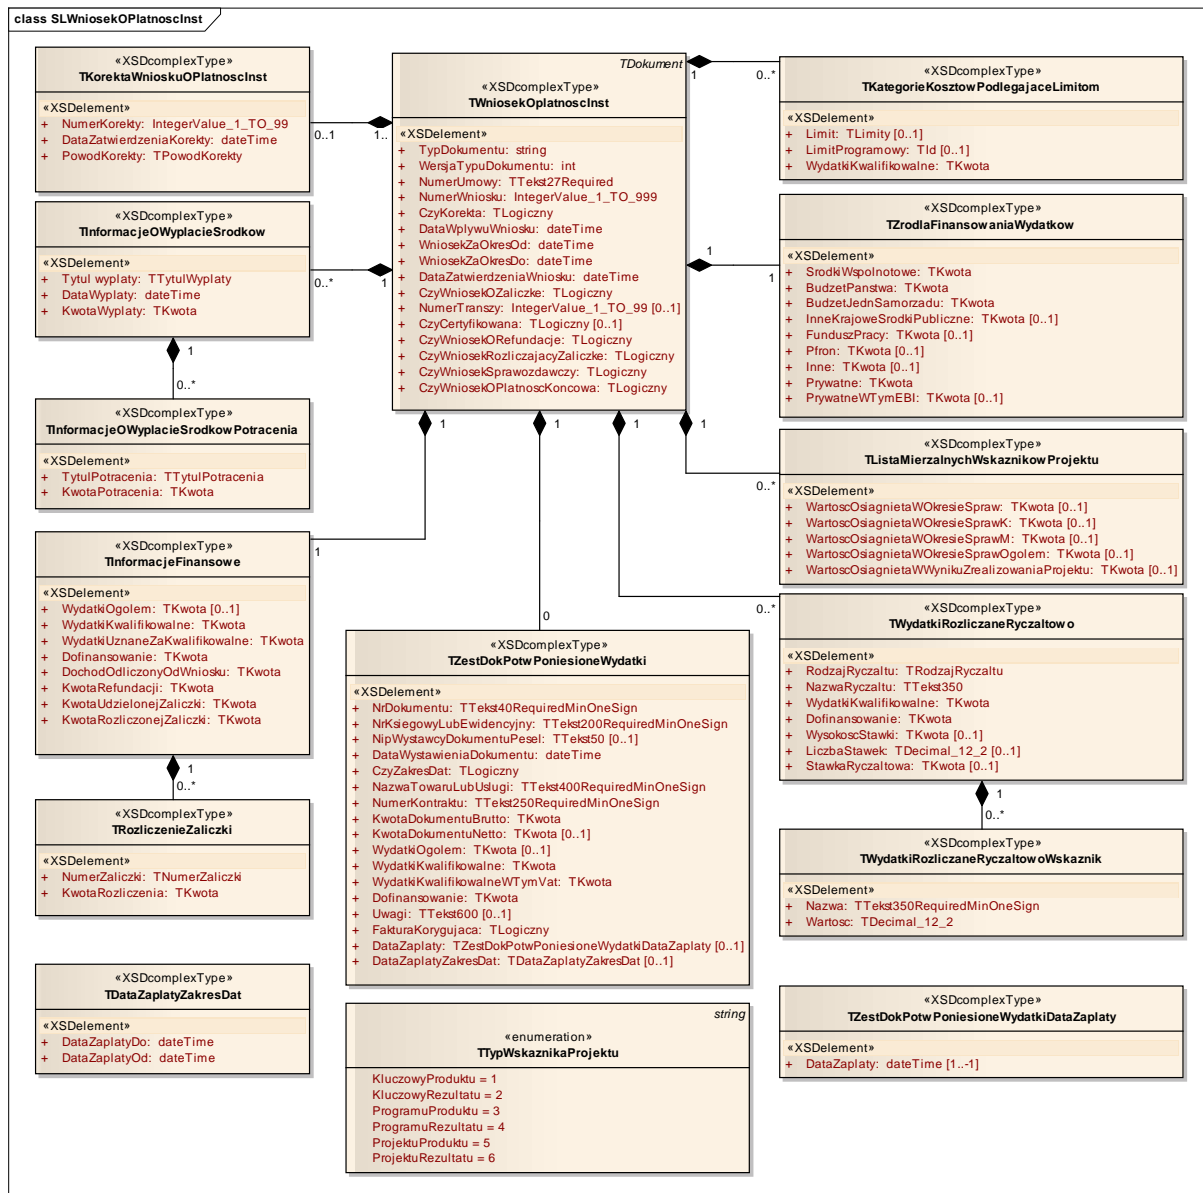 class SLWniosekOPlatnoscInst
«XSDcomplexType»
TKorektaWnioskuOPlatnoscInst
«XSDelement»
+ NumerKorekty: IntegerValue_1_TO_99
+ DataZatwierdzeniaKorekty: dateTime
+ PowodKorekty: TPowodKorekty
0..1
1..
TDokument
«XSDcomplexType»
TWniosekOplatnoscInst
«XSDelement»
+ TypDokumentu: string
+ WersjaTypuDokumentu: int
+ NumerUmowy: TTekst27Required
+ NumerWniosku: IntegerValue_1_TO_999
+ CzyKorekta: TLogiczny
+ DataWplywuWniosku: dateTime
+ WniosekZaOkresOd: dateTime
+ WniosekZaOkresDo: dateTime
+ DataZatwierdzeniaWniosku: dateTime
+ CzyWniosekOZaliczke: TLogiczny
+ NumerTranszy: IntegerValue_1_TO_99 [0..1]
+ CzyCertyfikowana: TLogiczny [0..1]
+ CzyWniosekORefundacje: TLogiczny
+ CzyWniosekRozliczajacyZaliczke: TLogiczny
+ CzyWniosekSprawozdawczy: TLogiczny
+ CzyWniosekOPlatnoscKoncowa: TLogiczny
1
0..*
«XSDcomplexType»
TKategorieKosztowPodlegajaceLimitom
«XSDelement»
+ Limit: TLimity [0..1]
+ LimitProgramowy: TId [0..1]
+ WydatkiKwalifikowalne: TKwota
«XSDcomplexType»
TInformacjeOWyplacieSrodkow
«XSDelement»
+ Tytul wyplaty: TTytulWyplaty
+ DataWyplaty: dateTime
+ KwotaWyplaty: TKwota
0..*
1
1
1
«XSDcomplexType»
TZrodlaFinansowaniaWydatkow
«XSDelement»
+ SrodkiWspolnotowe: TKwota
+ BudzetPanstwa: TKwota
+ BudzetJednSamorzadu: TKwota
+ InneKrajoweSrodkiPubliczne: TKwota [0..1]
+ FunduszPracy: TKwota [0..1]
+ Pfron: TKwota [0..1]
+ Inne: TKwota [0..1]
+ Prywatne: TKwota
+ PrywatneWTymEBI: TKwota [0..1]
1
0..*
«XSDcomplexType»
TInformacjeOWyplacieSrodkowPotracenia
«XSDelement»
+ TytulPotracenia: TTytulPotracenia
+ KwotaPotracenia: TKwota
1
1
1
1
0..*
«XSDcomplexType»
TListaMierzalnychWskaznikowProjektu
«XSDelement»
+ WartoscOsiagnietaWOkresieSpraw: TKwota [0..1]
+ WartoscOsiagnietaWOkresieSprawK: TKwota [0..1]
+ WartoscOsiagnietaWOkresieSprawM: TKwota [0..1]
+ WartoscOsiagnietaWOkresieSprawOgolem: TKwota [0..1]
+ WartoscOsiagnietaWWynikuZrealizowaniaProjektu: TKwota [0..1]
«XSDcomplexType»
TInformacjeFinansowe
«XSDelement»
+ WydatkiOgolem: TKwota [0..1]
+ WydatkiKwalifikowalne: TKwota
+ WydatkiUznaneZaKwalifikowalne: TKwota
+ Dofinansowanie: TKwota
+ DochodOdliczonyOdWniosku: TKwota
+ KwotaRefundacji: TKwota
+ KwotaUdzielonejZaliczki: TKwota
+ KwotaRozliczonejZaliczki: TKwota
1
0
0..*
«XSDcomplexType»
TWydatkiRozliczaneRyczaltowo
«XSDelement»
+ RodzajRyczaltu: TRodzajRyczaltu
+ NazwaRyczaltu: TTekst350
+ WydatkiKwalifikowalne: TKwota
+ Dofinansowanie: TKwota
+ WysokoscStawki: TKwota [0..1]
+ LiczbaStawek: TDecimal_12_2 [0..1]
+ StawkaRyczaltowa: TKwota [0..1]
«XSDcomplexType»
TZestDokPotwPoniesioneWydatki
«XSDelement»
+ NrDokumentu: TTekst40RequiredMinOneSign
+ NrKsiegowyLubEwidencyjny: TTekst200RequiredMinOneSign
+ NipWystawcyDokumentuPesel: TTekst50 [0..1]
+ DataWystawieniaDokumentu: dateTime
+ CzyZakresDat: TLogiczny
+ NazwaTowaruLubUslugi: TTekst400RequiredMinOneSign
+ NumerKontraktu: TTekst250RequiredMinOneSign
+ KwotaDokumentuBrutto: TKwota
+ KwotaDokumentuNetto: TKwota [0..1]
+ WydatkiOgolem: TKwota [0..1]
+ WydatkiKwalifikowalne: TKwota
+ WydatkiKwalifikowalneWTymVat: TKwota
+ Dofinansowanie: TKwota
+ Uwagi: TTekst600 [0..1]
+ FakturaKorygujaca: TLogiczny
+ DataZaplaty: TZestDokPotwPoniesioneWydatkiDataZaplaty [0..1]
+ DataZaplatyZakresDat: TDataZaplatyZakresDat [0..1]
1
0..*
«XSDcomplexType»
TRozliczenieZaliczki
«XSDelement»
+ NumerZaliczki: TNumerZaliczki
+ KwotaRozliczenia: TKwota
1
0..*
«XSDcomplexType»
TWydatkiRozliczaneRyczaltowoWskaznik
«XSDelement»
+ Nazwa: TTekst350RequiredMinOneSign
+ Wartosc: TDecimal_12_2
«XSDcomplexType»
TDataZaplatyZakresDat
«XSDelement»
+ DataZaplatyDo: dateTime
+ DataZaplatyOd: dateTime
string
«enumeration»
TTypWskaznikaProjektu
KluczowyProduktu = 1
KluczowyRezultatu = 2
ProgramuProduktu = 3
ProgramuRezultatu = 4
ProjektuProduktu = 5
ProjektuRezultatu = 6
«XSDcomplexType»
TZestDokPotwPoniesioneWydatkiDataZaplaty
«XSDelement»
+ DataZaplaty: dateTime [1..-1]